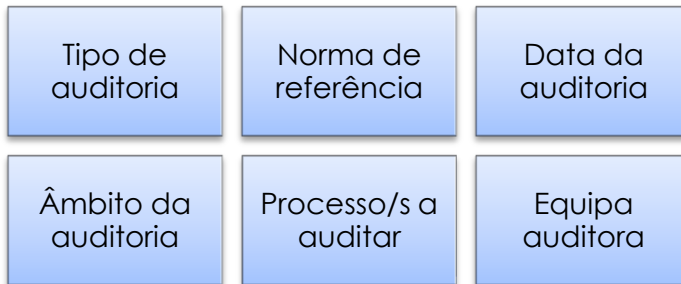 Tipo de
auditoria
Norma de
referência
Data da
auditoria
Âmbito da
auditoria
Processo/s a
auditar
Equipa
auditora